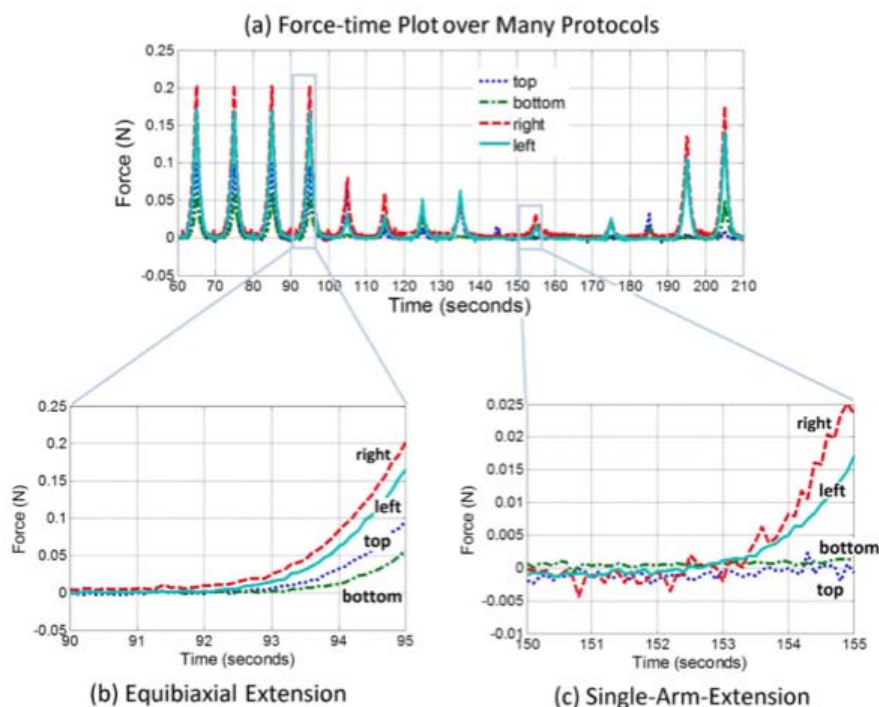 (a) Force-time Plot over Many Protocols
0.25
0.2
0.15
0.1
0.05
0
-0.05
Force (N)
top
bottom
right
left
60 70 80 90 100 110 120 130 140 150 160 170 180 190 200 210
Time (seconds)
0.25
0.2
0.15
0.1
0.05
0
-0.05
Force (N)
right
left
top
bottom
90 91 92 93 94 95
Time (seconds)
(b) Equibiaxial Extension
0.025
0.02
0.015
0.01
0.005
0
-0.005
-0.01
Force (N)
right
left
bottom
top
150 151 152 153 154 155
Time (seconds)
(c) Single-Arm-Extension